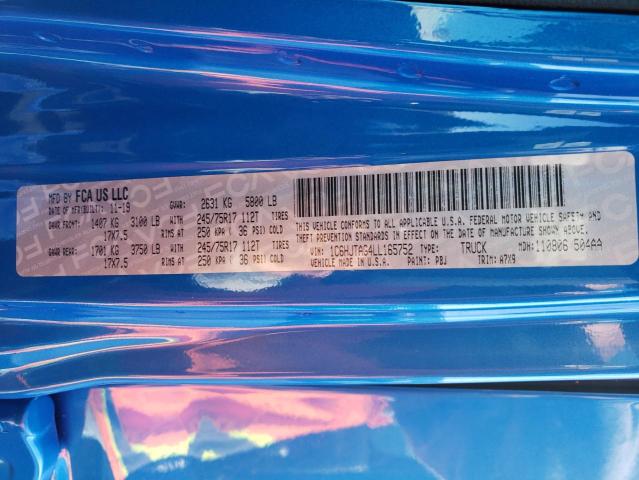 MFD BY FCA US LLC
DATE OF MFR/BUILT: 11-19 GVWR: 2631 KG 5800 LB
GAWR FRONT: 1407 KG 3100 LB WITH 245/75R17 112T TIRES
17X7.5 RIMS AT 250 KPA ( 36 PSI) COLD
GAWR REAR: 1701 KG 3750 LB WITH 245/75R17 112T TIRES
17X7.5 RIMS AT 250 KPA ( 36 PSI) COLD
THIS VEHICLE CONFORMS TO ALL APPLICABLE U.S.A. FEDERAL MOTOR VEHICLE SAFETY AND
THEFT PREVENTION STANDARDS IN EFFECT ON THE DATE OF MANUFACTURE SHOWN ABOVE.
VIN: 1C6HJTAG4LL165752 TYPE: TRUCK MDH: 110806 504AA
VEHICLE MADE IN U.S.A. PAINT: PBJ TRIM: A7X9